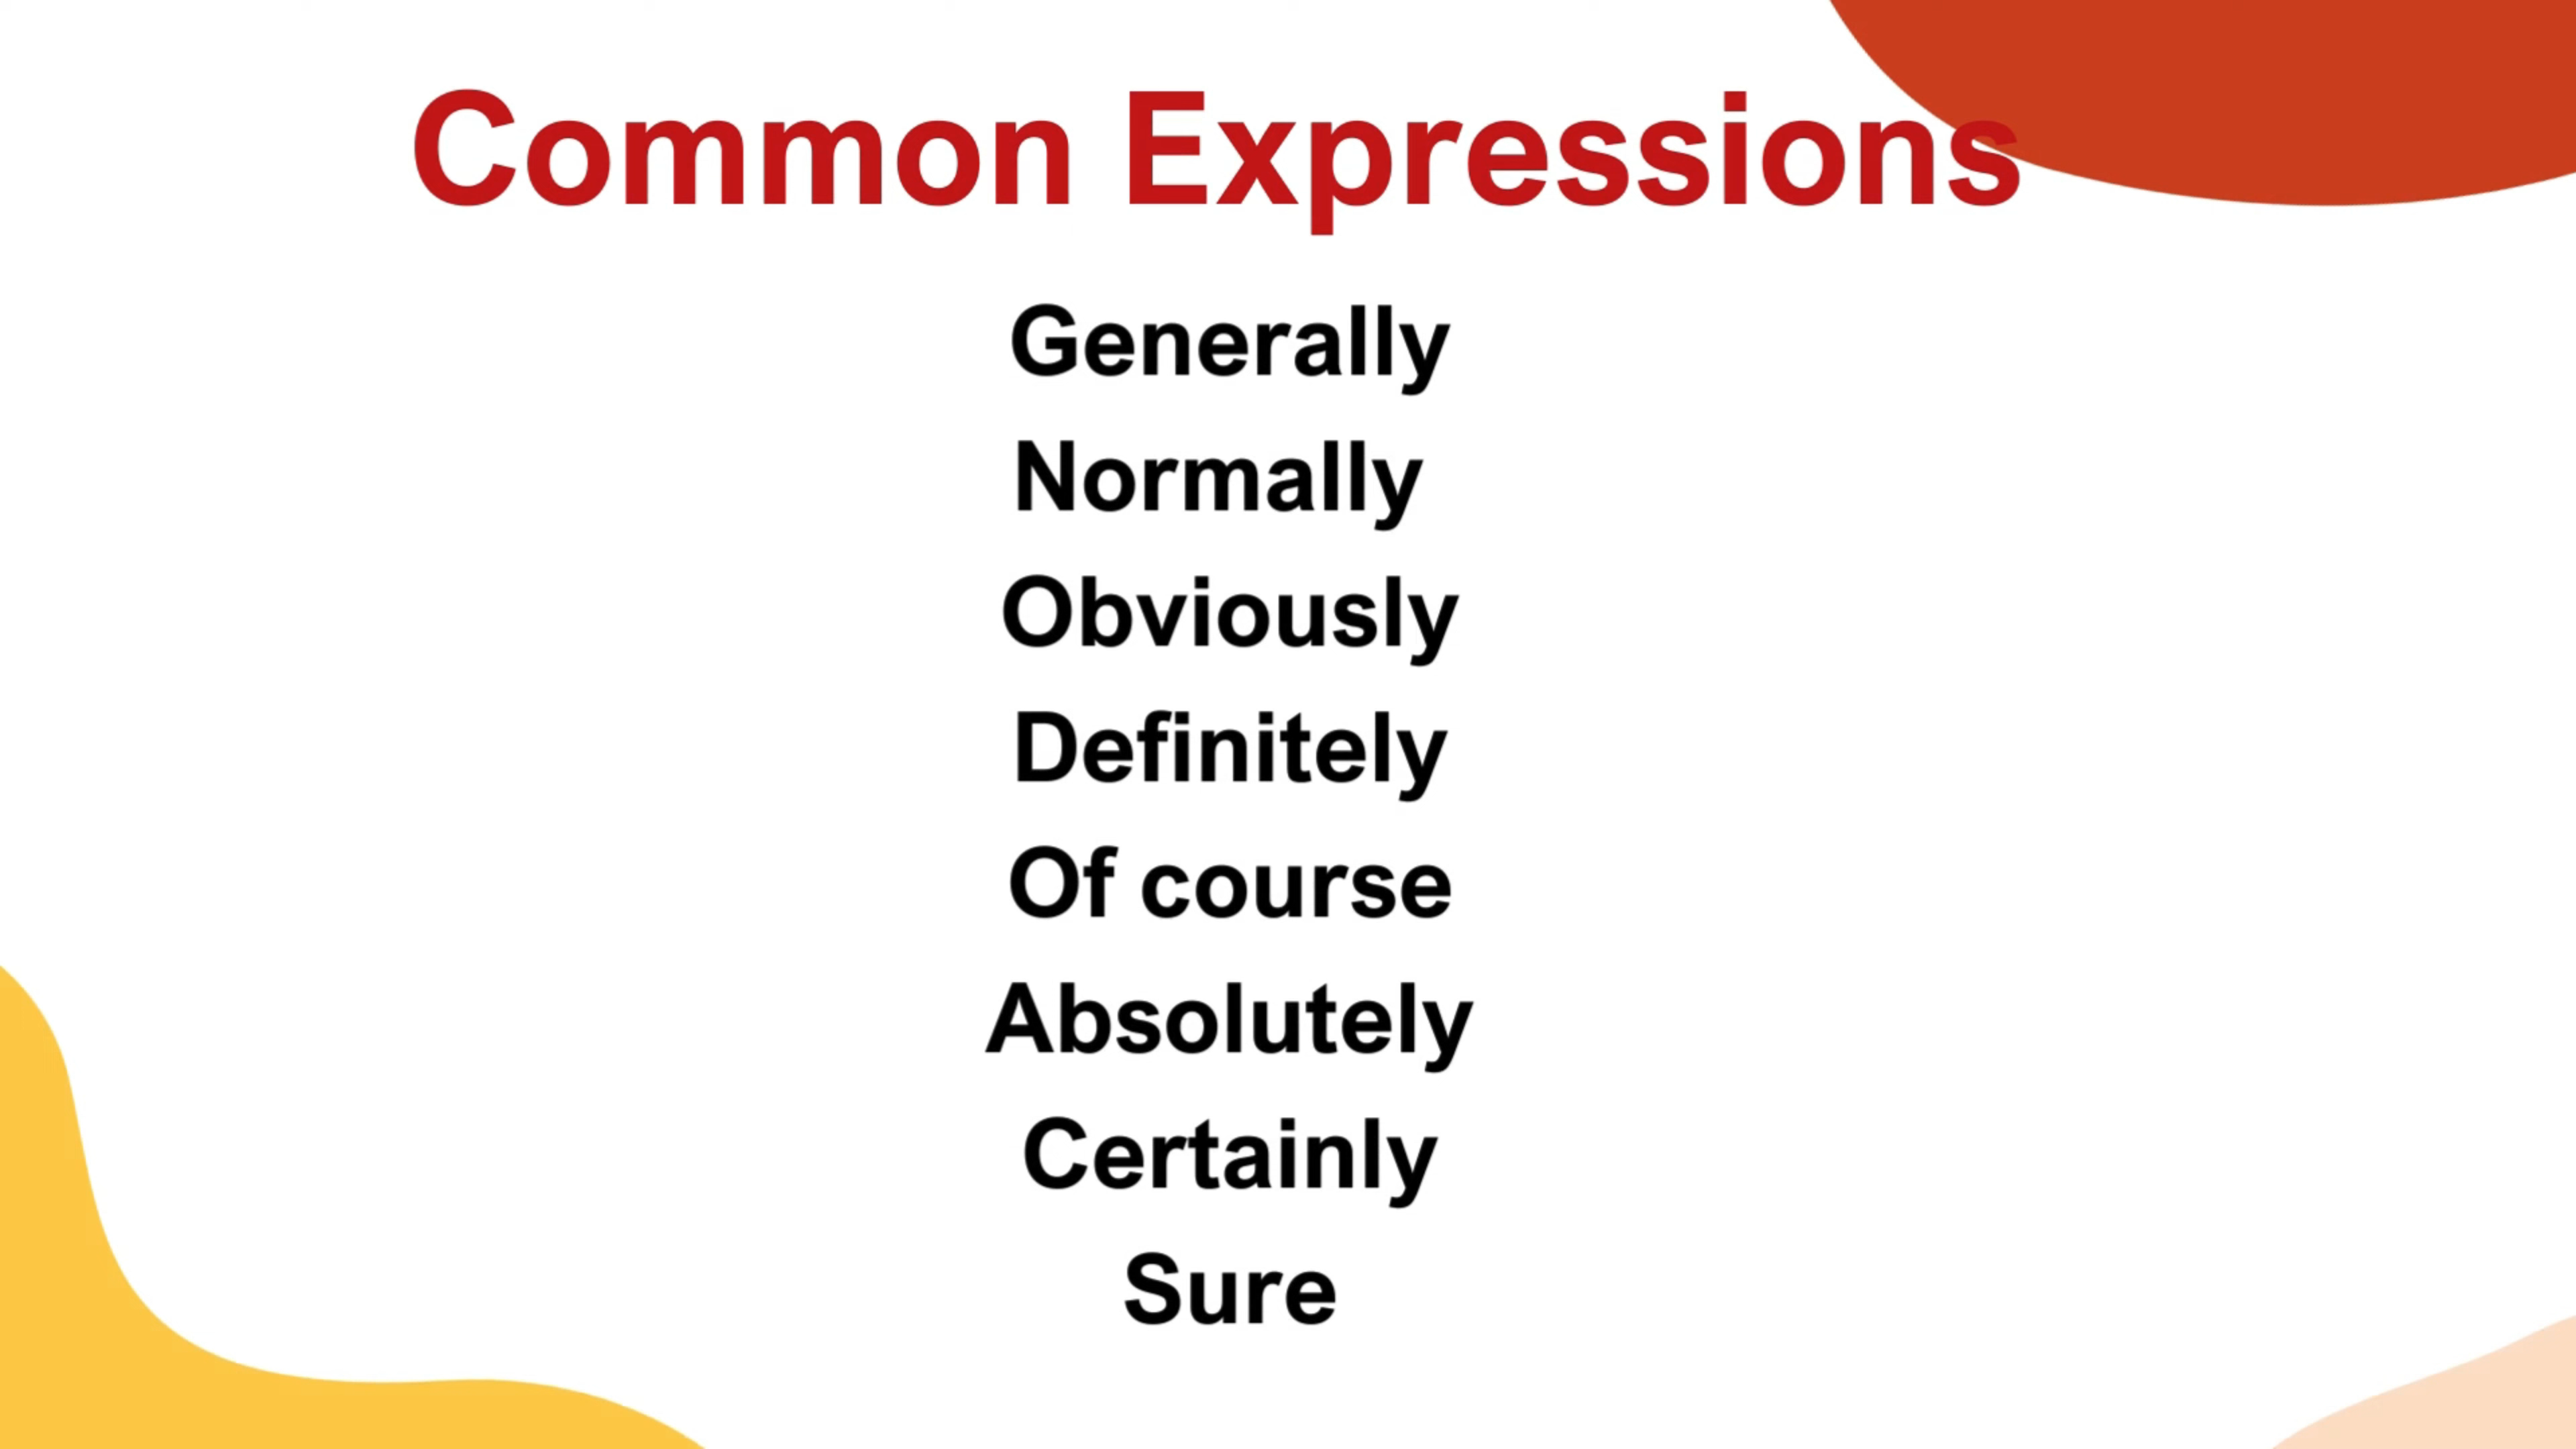 Common Expressions
Generally
Normally
Obviously
Definitely
Of course
Absolutely
Certainly
Sure